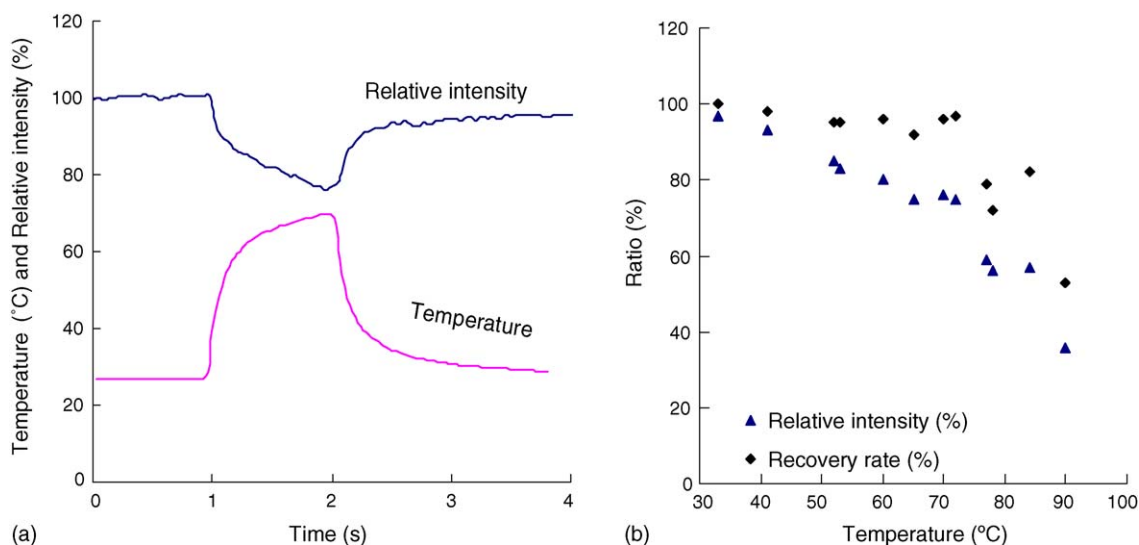 120
100
80
60
40
20
0
Temperature (˚C) and Relative intensity (%)
Relative intensity
Temperature
0 1 2 3 4
(a) Time (s)
120
100
80
60
40
20
0
Ratio (%)
Relative intensity (%)
Recovery rate (%)
30 40 50 60 70 80 90 100
(b) Temperature (ºC)